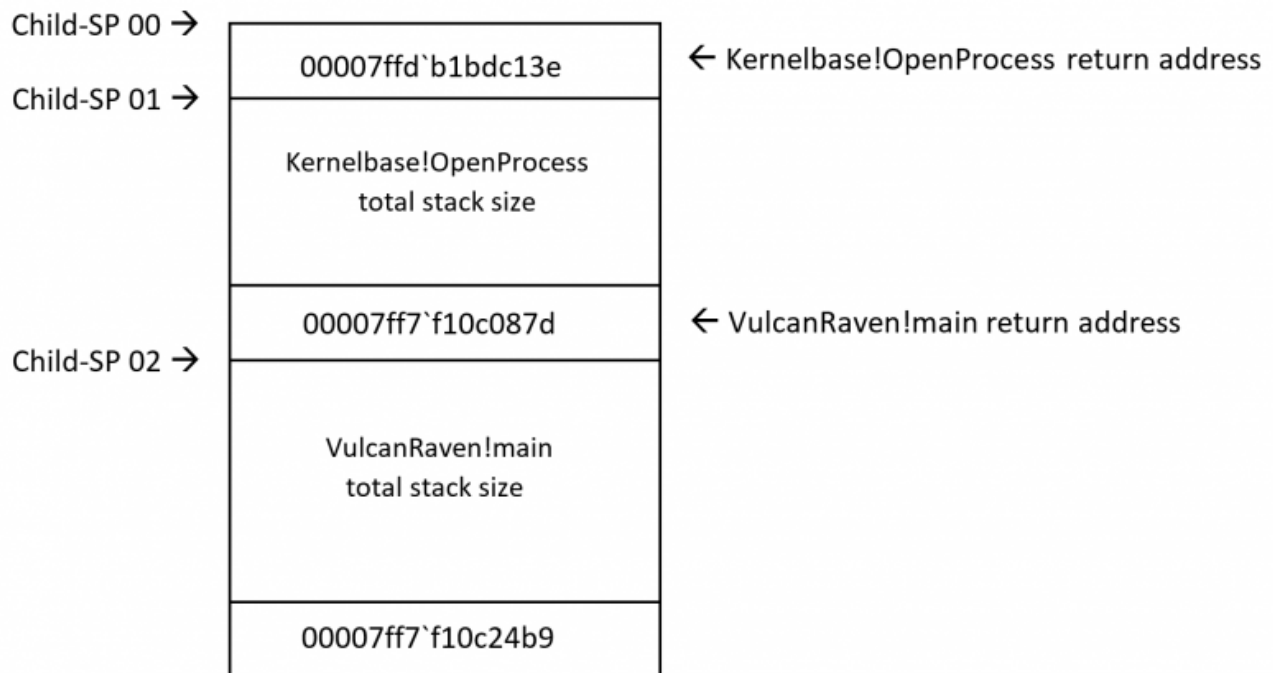 Child-SP 00 →
00007ffd`b1bdc13e
← Kernelbase!OpenProcess return address
Child-SP 01 →
Kernelbase!OpenProcess
total stack size
00007ff7`f10c087d
← VulcanRaven!main return address
Child-SP 02 →
VulcanRaven!main
total stack size
00007ff7`f10c24b9